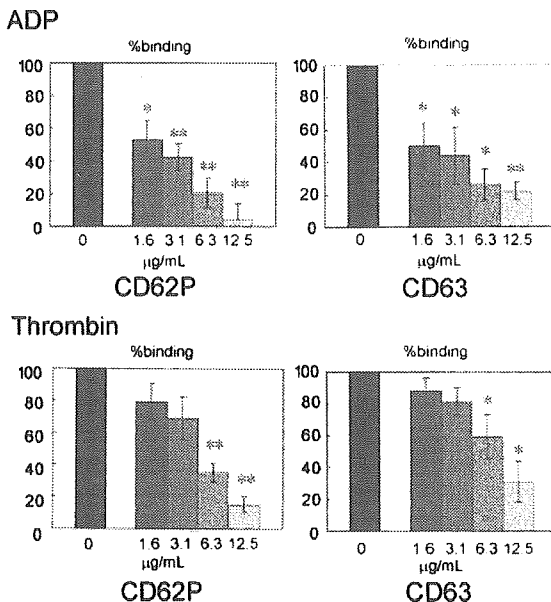 ADP
%binding %binding
100 100
80 80
60 60
40 40
20 20
0 0
* ** ** **
* * * **
0 1.6 3.1 6.3 12.5 0 1.6 3.1 6.3 12.5
µg/mL µg/mL
CD62P CD63
Thrombin
%binding %binding
100 100
80 80
60 60
40 40
20 20
0 0
** **
* *
0 1.6 3.1 6.3 12.5 0 1.6 3.1 6.3 12.5
µg/mL µg/mL
CD62P CD63